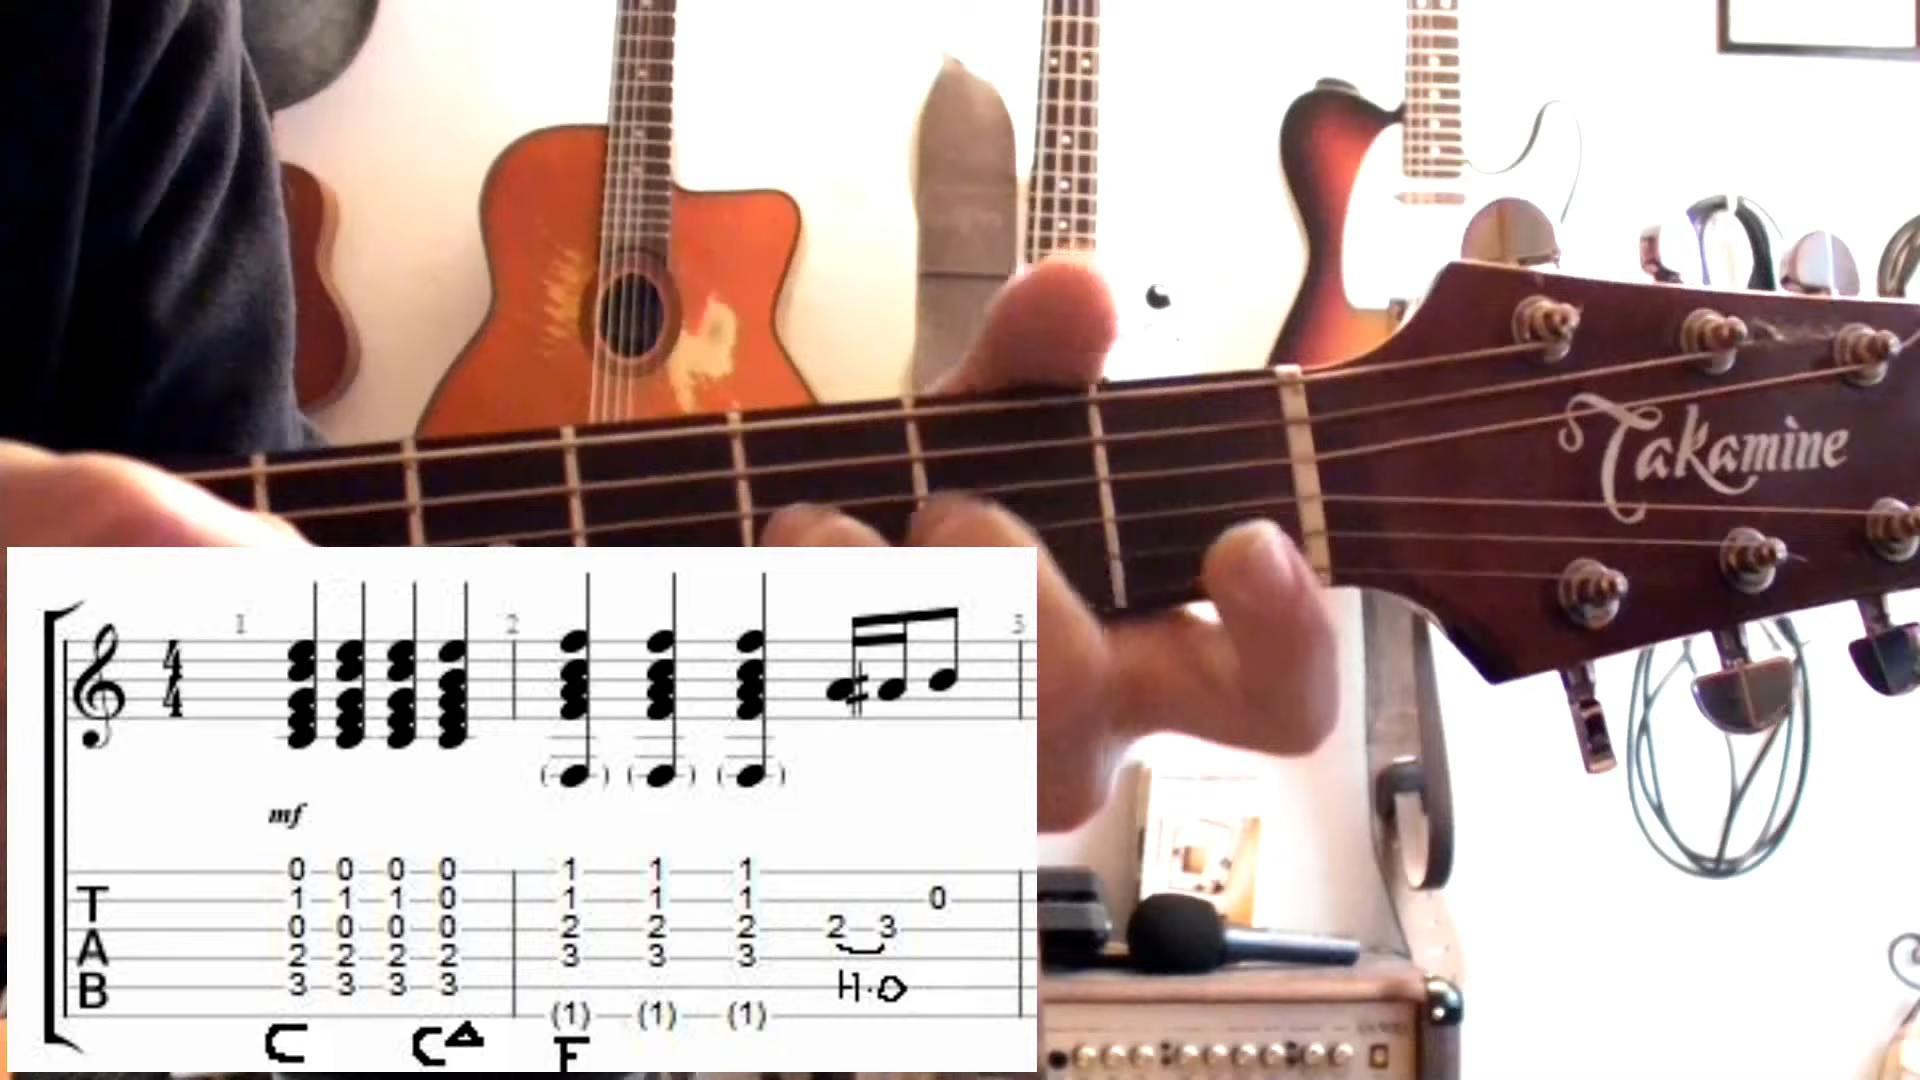 Takamine
1 2 3
4
4
mf
0 0 0 0 1 1 1
T 1 1 1 0 1 1 1 0
A 0 0 0 0 2 2 2 2 3
2 2 2 2 3 3 3
B 3 3 3 3 H.O
(1) (1) (1)
C C△ F